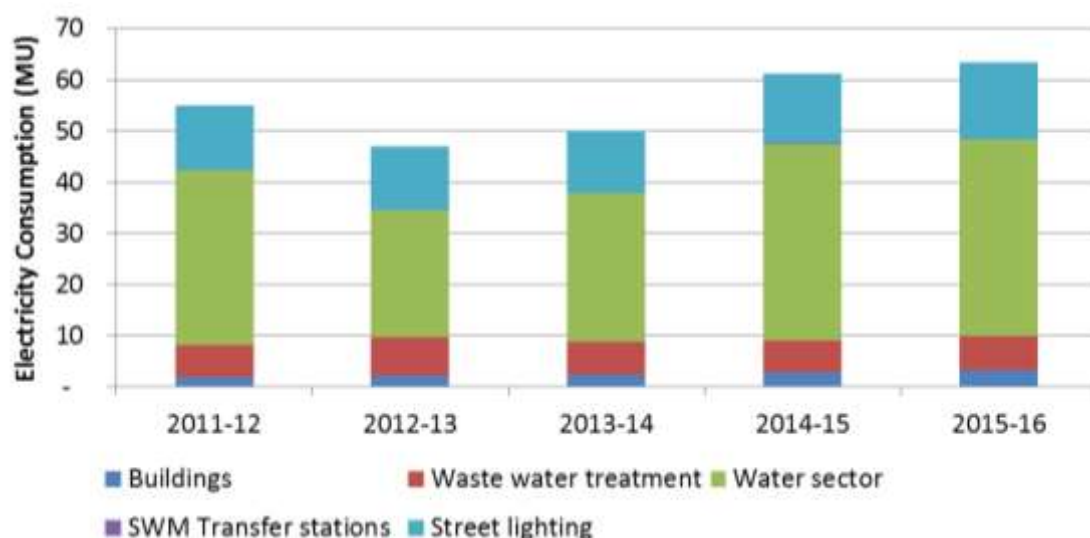 Electricity Consumption (MU)
70
60
50
40
30
20
10
-
2011-12 2012-13 2013-14 2014-15 2015-16
Buildings Waste water treatment Water sector
SWM Transfer stations Street lighting